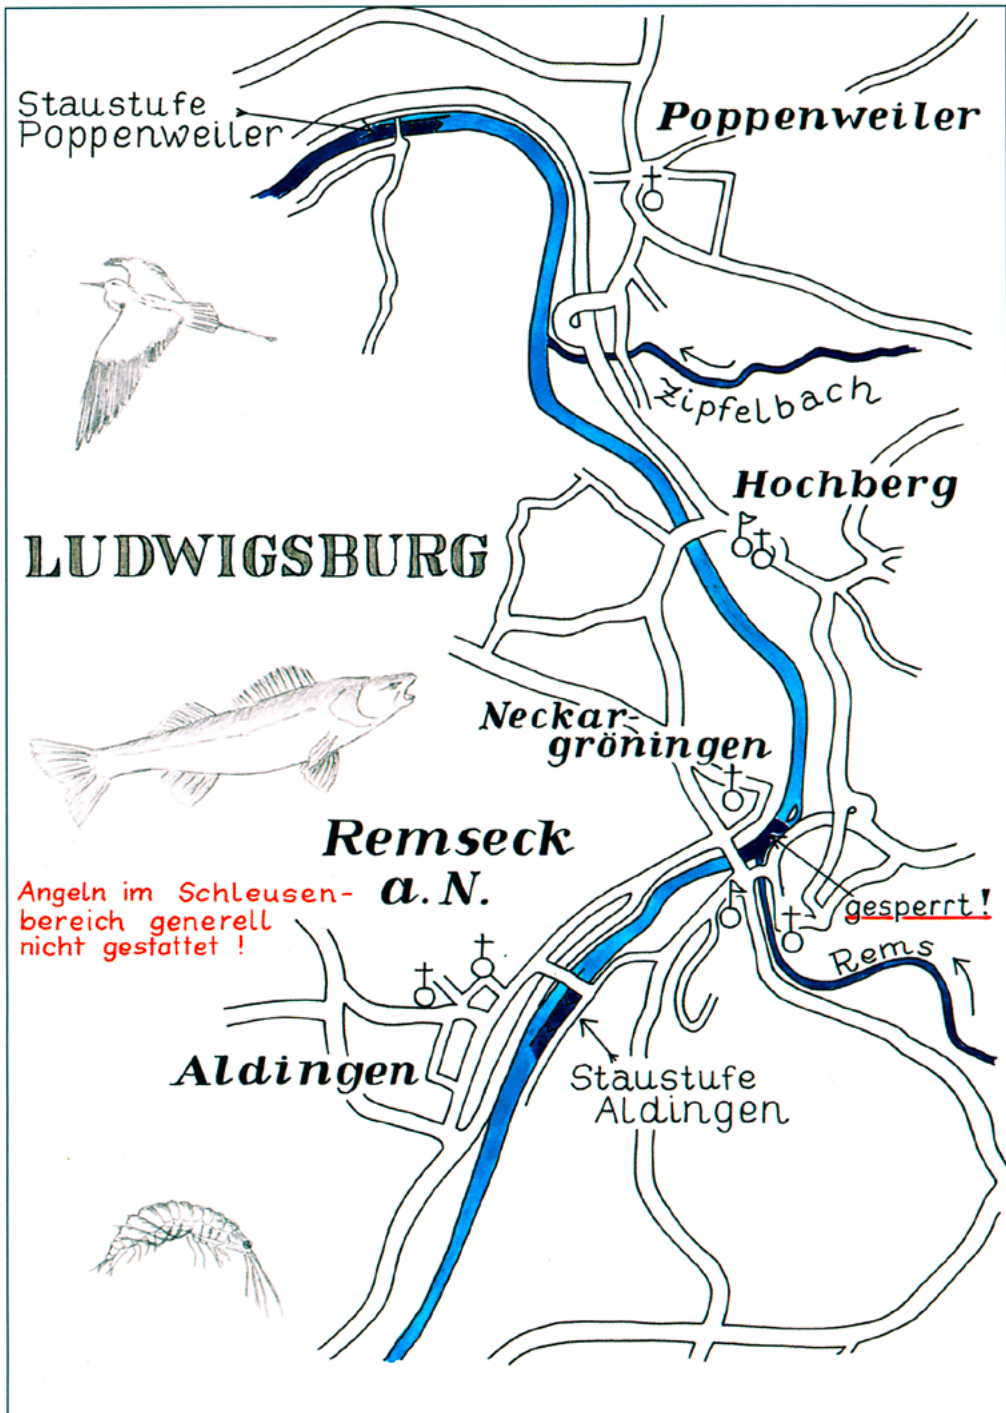 Staustufe
Poppenweiler
Poppenweiler
Zipfelbach
Hochberg
LUDWIGSBURG
Neckar-
gröningen
Remseck
a.N.
Angeln im Schleusen-
bereich generell
nicht gestattet !
gesperrt!
Rems
Aldingen
Staustufe
Aldingen